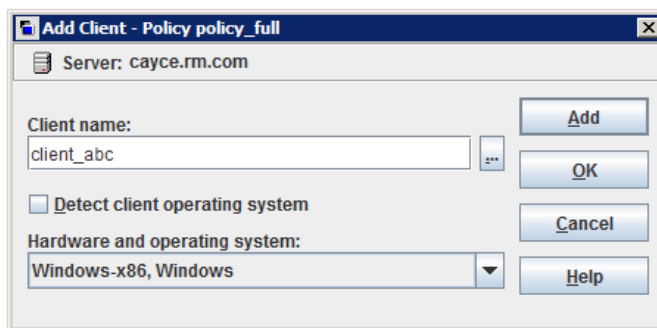 Add Client - Policy policy_full
Server: cayce.rm.com
Client name:
client_abc
...
Detect client operating system
Hardware and operating system:
Windows-x86, Windows
Add
OK
Cancel
Help